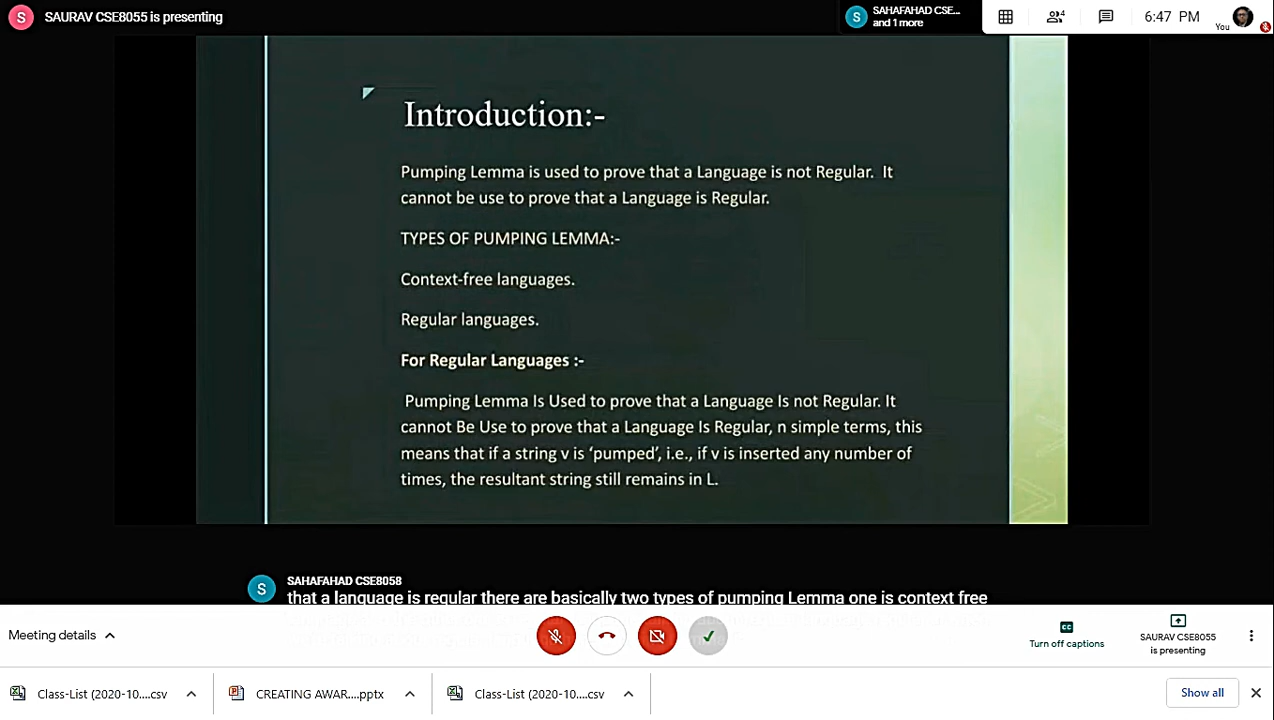 SAURAV CSE8055 is presenting
SAHAFAHAD CSE...
and 1 more
4
6:47 PM
You
Introduction:-
Pumping Lemma is used to prove that a Language is not Regular. It
cannot be use to prove that a Language is Regular.
TYPES OF PUMPING LEMMA:-
Context-free languages.
Regular languages.
For Regular Languages :-
Pumping Lemma Is Used to prove that a Language Is not Regular. It
cannot Be Use to prove that a Language Is Regular, n simple terms, this
means that if a string v is ‘pumped’, i.e., if v is inserted any number of
times, the resultant string still remains in L.
SAHAFAHAD CSE8058
that a language is regular there are basically two types of pumping Lemma one is context free
Meeting details
Turn off captions
SAURAV CSE8055
is presenting
Class-List (2020-10....csv
CREATING AWAR....pptx
Class-List (2020-10....csv
Show all